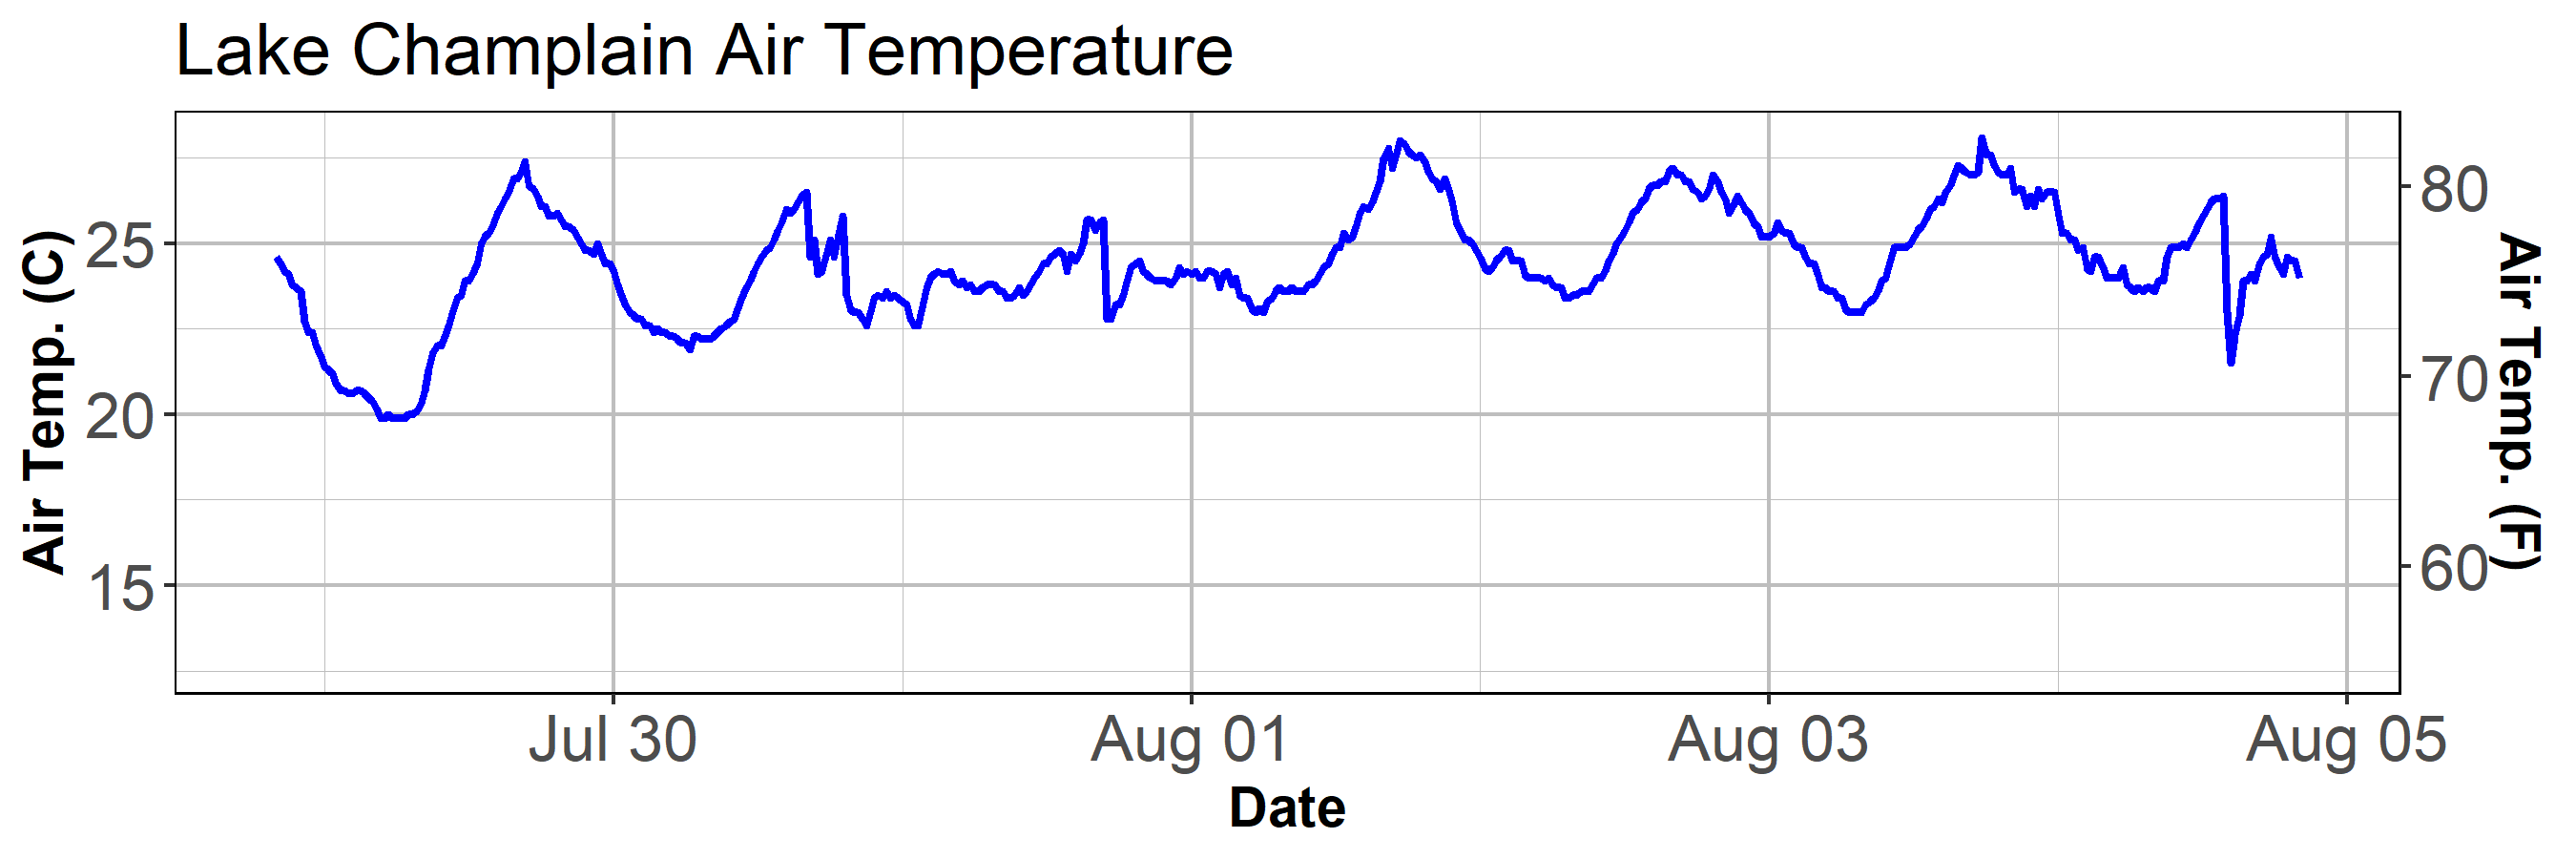 Lake Champlain Air Temperature
Air Temp. (C)
25
20
15
80
70
60
Air Temp. (F)
Jul 30
Aug 01
Aug 03
Aug 05
Date